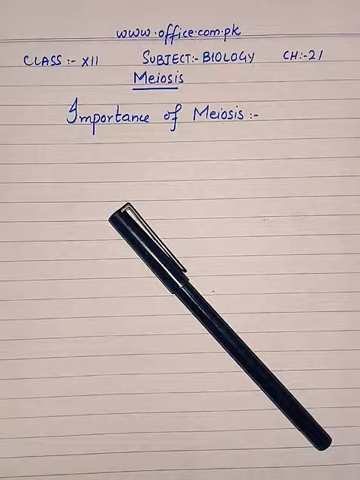 www.office.com.pk
CLASS:- XII SUBJECT:- BIOLOGY CH:-21
Meiosis
Importance of Meiosis:-